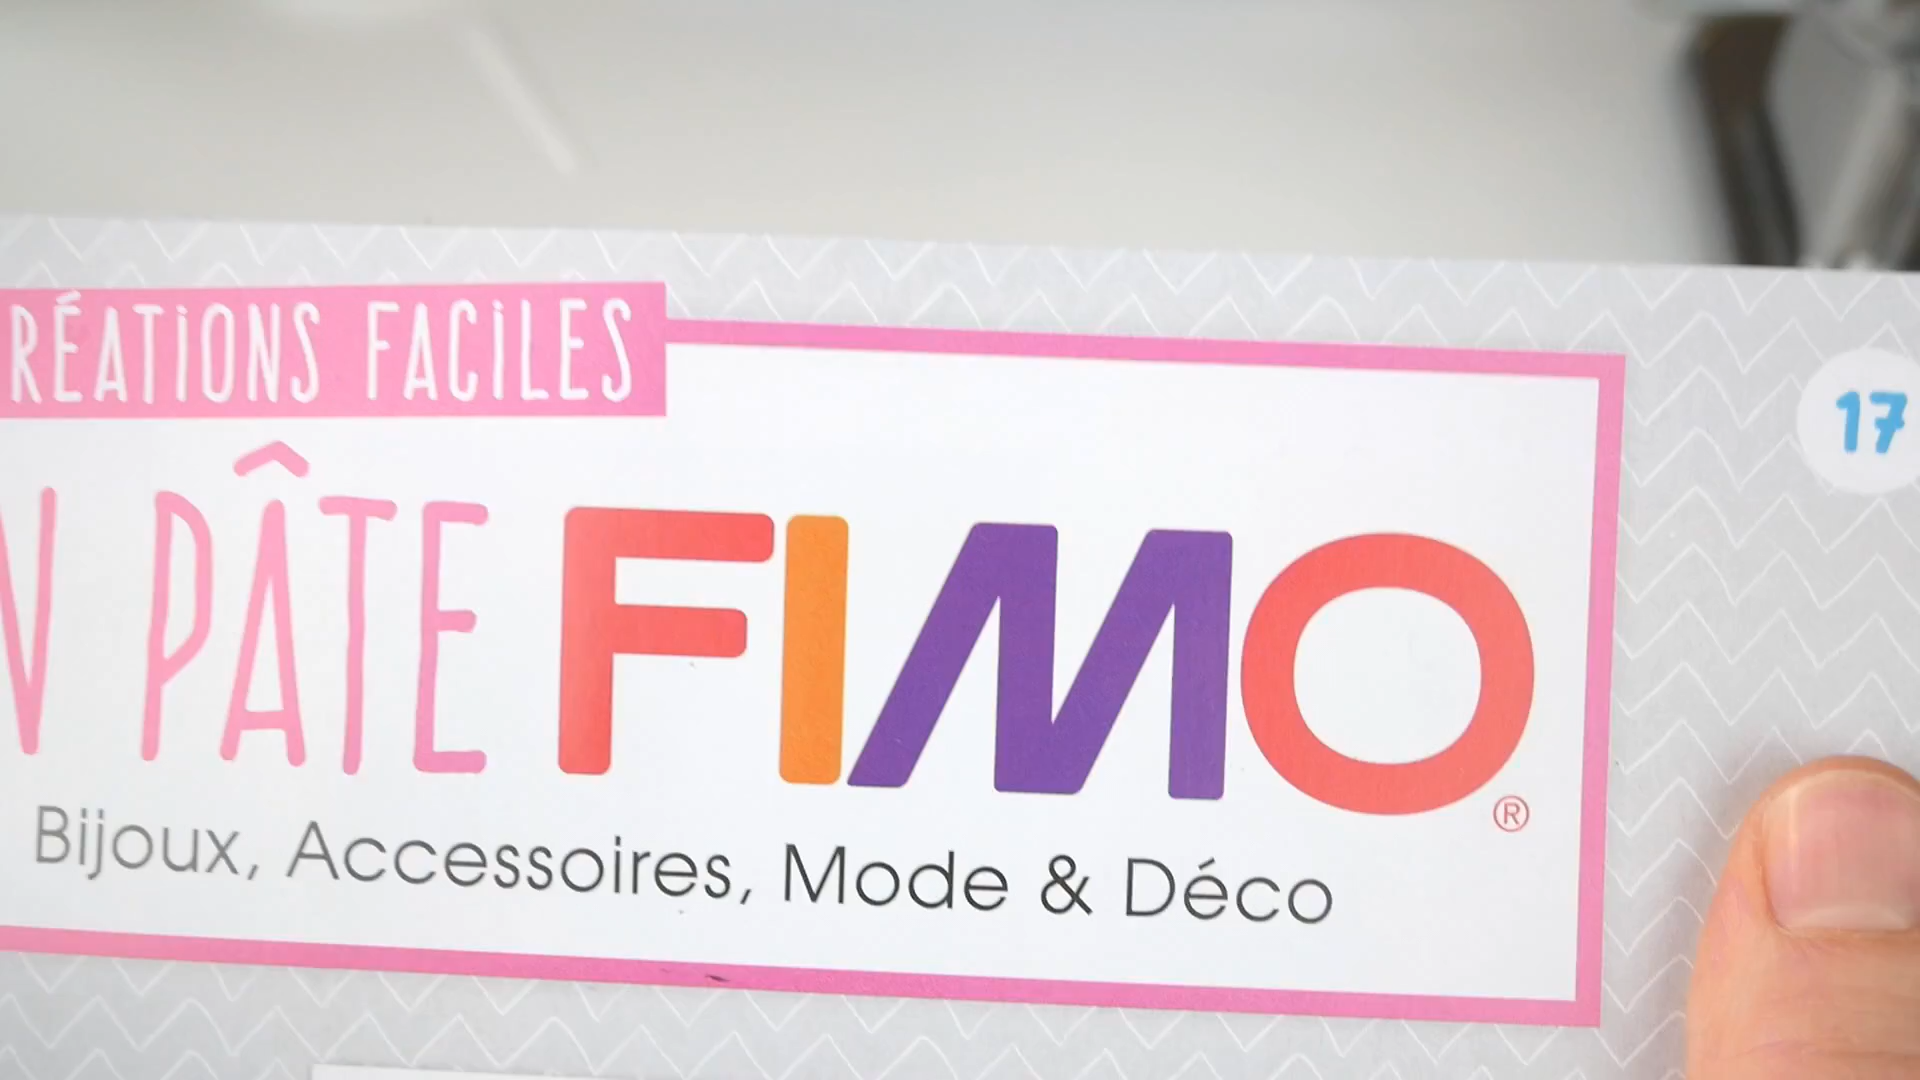 RÉATIONS FACILES
17
N PÂTE FIMO®
Bijoux, Accessoires, Mode & Déco